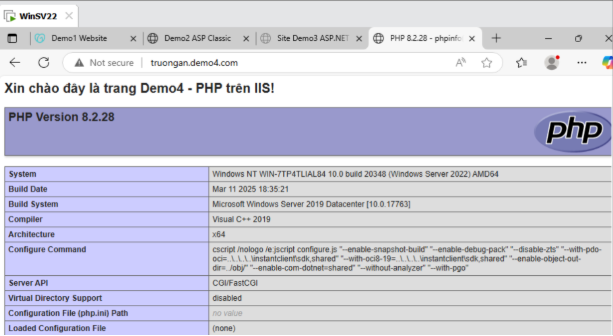 WinSV22
Demo1 Website
Demo2 ASP Classic
Site Demo3 ASP.NET
PHP 8.2.28 - phpinfo
Not secure | truongan.demo4.com
Xin chào đây là trang Demo4 - PHP trên IIS!
PHP Version 8.2.28
php
System Windows NT WIN-7TP4TLIAL84 10.0 build 20348 (Windows Server 2022) AMD64
Build Date Mar 11 2025 18:35:21
Build System Microsoft Windows Server 2019 Datacenter [10.0.17763]
Compiler Visual C++ 2019
Architecture x64
Configure Command cscript /nologo /e:jscript configure.js "--enable-snapshot-build" "--enable-debug-pack" "--disable-zts" "--with-pdo-
oci=..\..\..\..\instantclient\sdk,shared" "--with-oci8-19=..\..\..\..\instantclient\sdk,shared" "--enable-object-out-
dir=../obj/" "--enable-com-dotnet=shared" "--without-analyzer" "--with-pgo"
Server API CGI/FastCGI
Virtual Directory Support disabled
Configuration File (php.ini) Path no value
Loaded Configuration File (none)